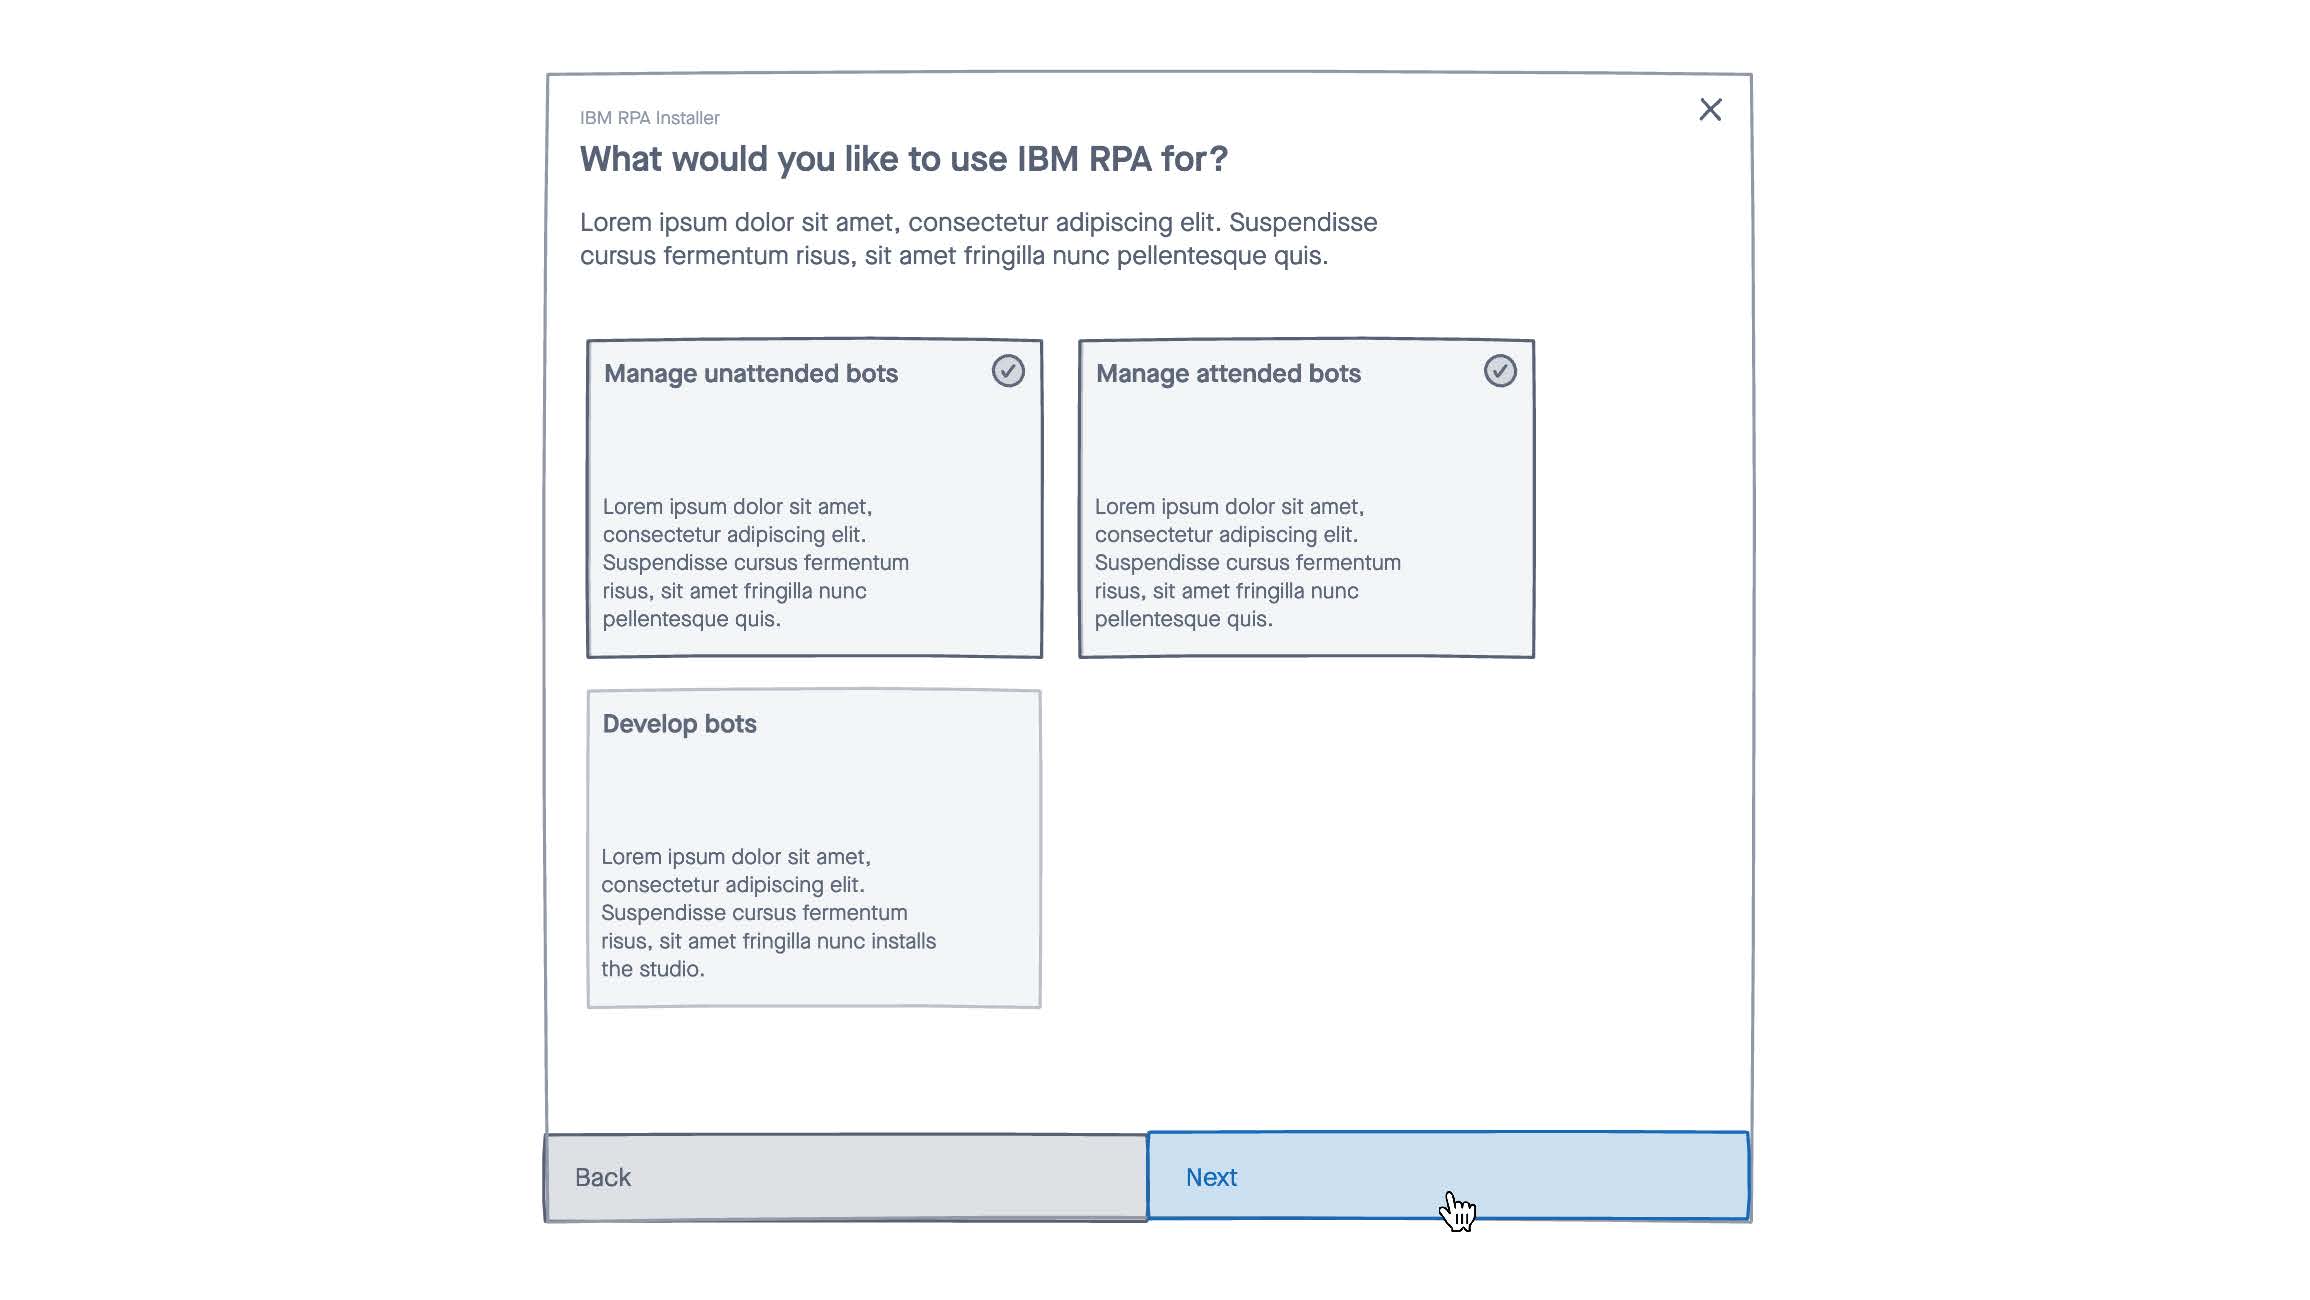 IBM RPA Installer
What would you like to use IBM RPA for?
Lorem ipsum dolor sit amet, consectetur adipiscing elit. Suspendisse
cursus fermentum risus, sit amet fringilla nunc pellentesque quis.
Manage unattended bots
Lorem ipsum dolor sit amet,
consectetur adipiscing elit.
Suspendisse cursus fermentum
risus, sit amet fringilla nunc
pellentesque quis.
Manage attended bots
Lorem ipsum dolor sit amet,
consectetur adipiscing elit.
Suspendisse cursus fermentum
risus, sit amet fringilla nunc
pellentesque quis.
Develop bots
Lorem ipsum dolor sit amet,
consectetur adipiscing elit.
Suspendisse cursus fermentum
risus, sit amet fringilla nunc installs
the studio.
Back
Next